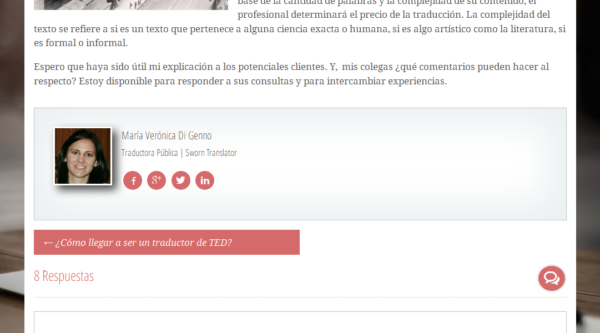 base de la cantidad de palabras y la complejidad de su contenido, el
profesional determinará el precio de la traducción. La complejidad del
texto se refiere a si es un texto que pertenece a alguna ciencia exacta o humana, si es algo artístico como la literatura, si
es formal o informal.
Espero que haya sido útil mi explicación a los potenciales clientes. Y,  mis colegas ¿qué comentarios pueden hacer al
respecto? Estoy disponible para responder a sus consultas y para intercambiar experiencias.
María Verónica Di Genno
Traductora Pública | Sworn Translator
← ¿Cómo llegar a ser un traductor de TED?
8 Respuestas